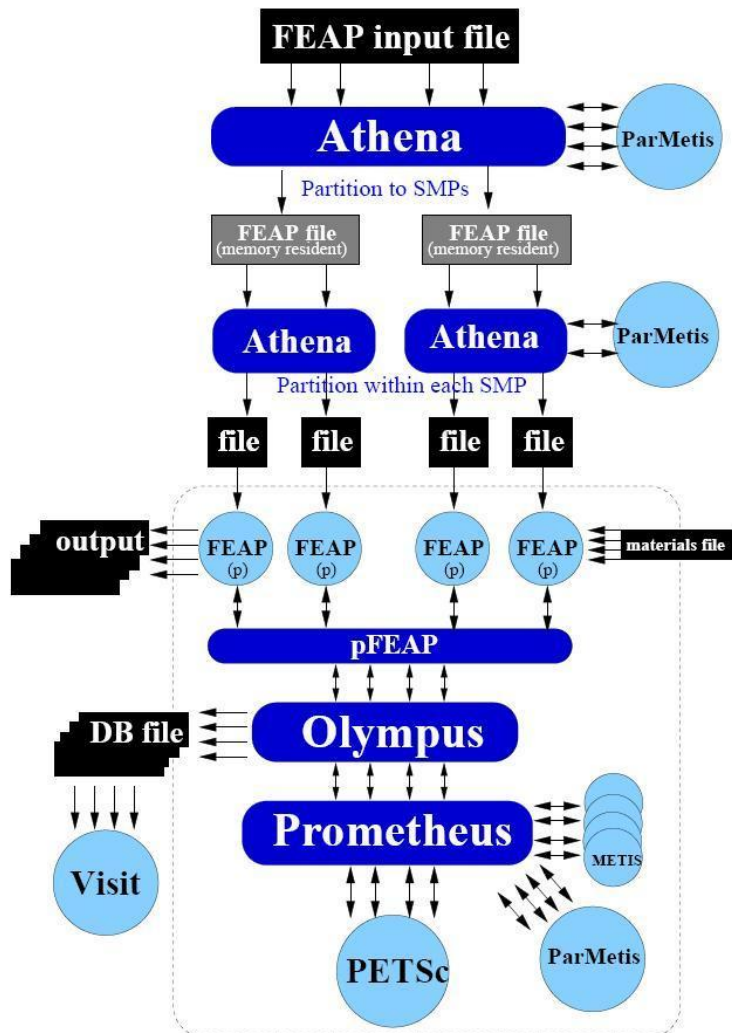 FEAP input file
Athena
ParMetis
Partition to SMPs
FEAP file
(memory resident)
FEAP file
(memory resident)
Athena
Athena
ParMetis
Partition within each SMP
file
file
file
file
output
FEAP
(p)
FEAP
(p)
FEAP
(p)
FEAP
(p)
materials file
pFEAP
DB file
Olympus
Prometheus
METIS
Visit
PETSc
ParMetis